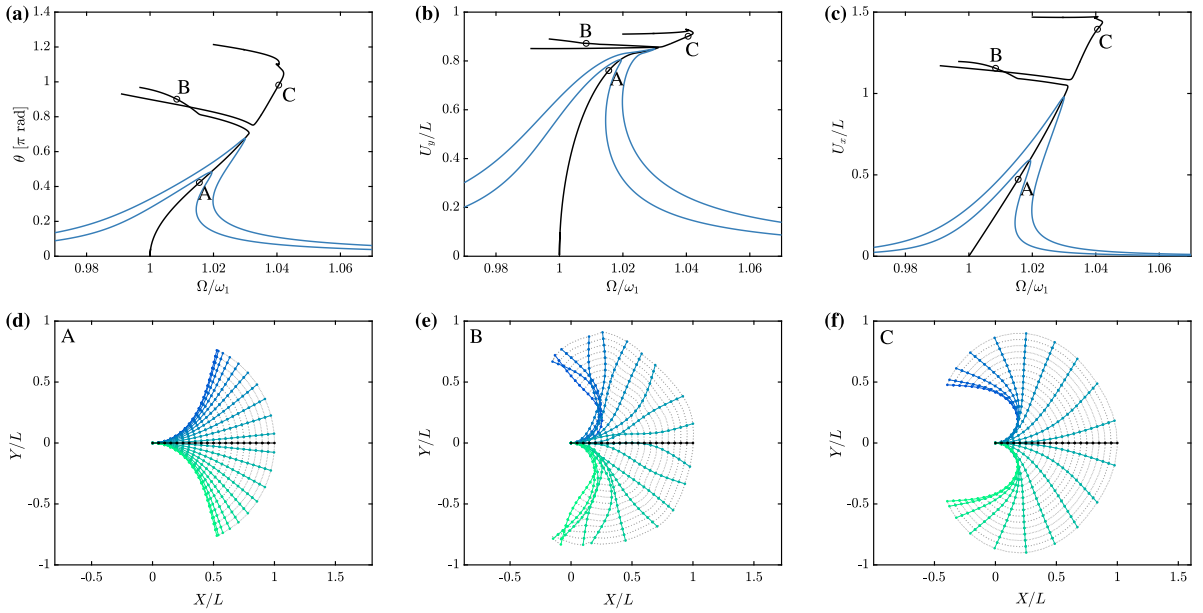 (a)
1.4
1.2
1
0.8
0.6
0.4
0.2
0
θ [π rad]
B
C
A
0.98
1
1.02
1.04
1.06
Ω/ω₁
(b)
1
0.8
0.6
0.4
0.2
0
U_y/L
B
C
A
0.98
1
1.02
1.04
1.06
Ω/ω₁
(c)
1.5
1
0.5
0
U_x/L
B
C
A
0.98
1
1.02
1.04
1.06
Ω/ω₁
(d)
A
1
0.5
0
-0.5
-1
Y/L
-0.5
0
0.5
1
1.5
X/L
(e)
B
1
0.5
0
-0.5
-1
Y/L
-0.5
0
0.5
1
1.5
X/L
(f)
C
1
0.5
0
-0.5
-1
Y/L
-0.5
0
0.5
1
1.5
X/L